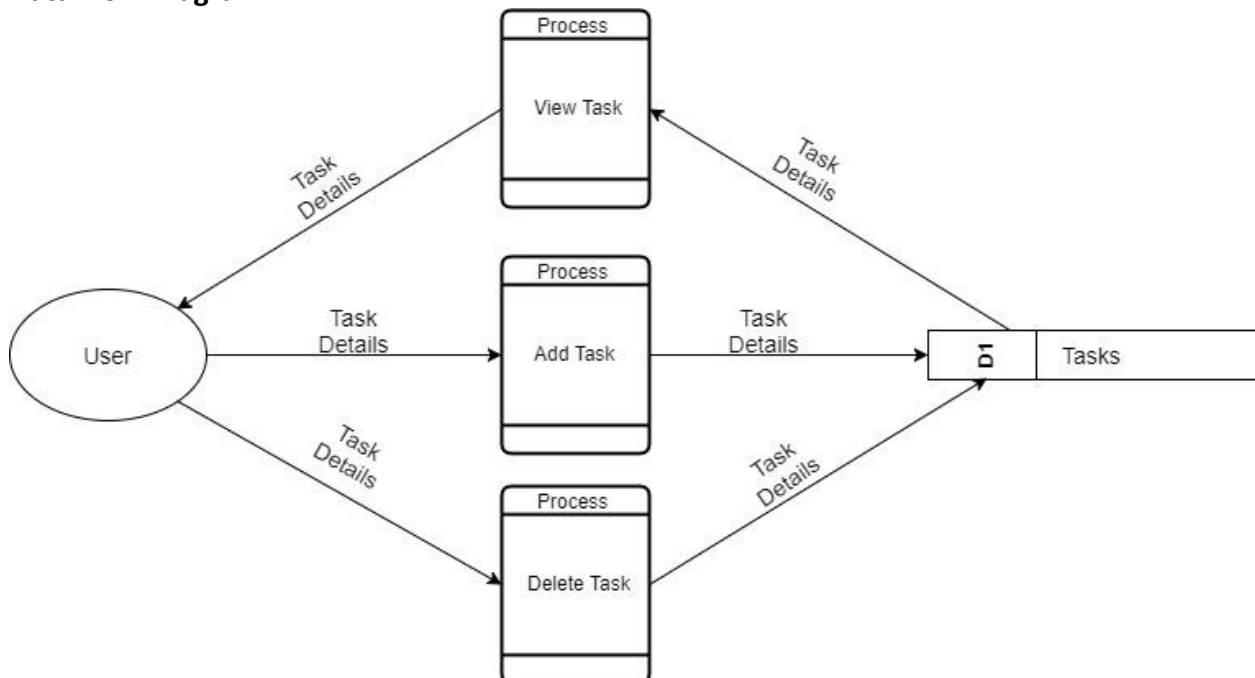 Process
View Task
Task
Details
Task
Details
Process
User
Task
Details
Add Task
Task
Details
D1
Tasks
Task
Details
Task
Details
Process
Delete Task